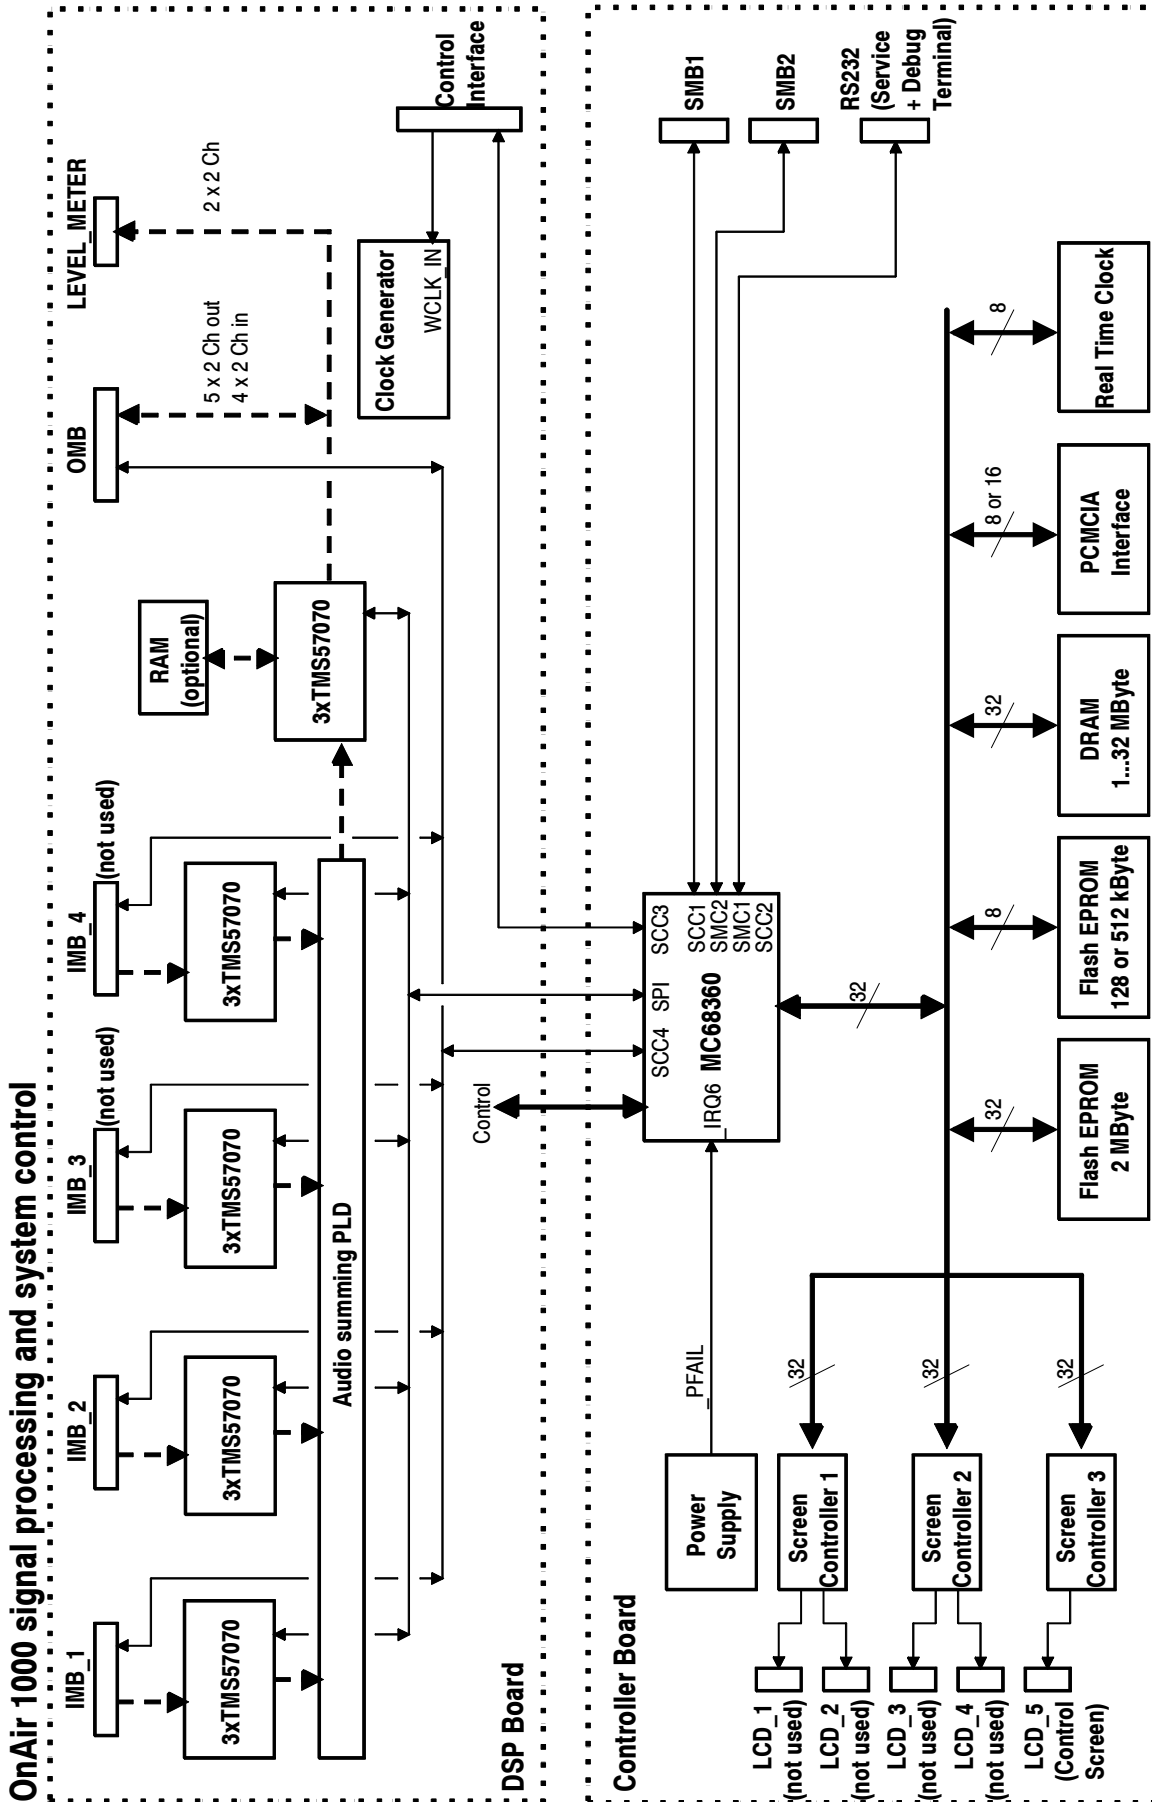 OnAir 1000 signal processing and system control
IMB_1
IMB_2
IMB_3
(not used)
IMB_4
(not used)
OMB
LEVEL_METER
3xTMS57070
3xTMS57070
3xTMS57070
3xTMS57070
RAM
(optional)
3xTMS57070
5 x 2 Ch out
4 x 2 Ch in
2 x 2 Ch
Audio summing PLD
Clock Generator
WCLK_IN
Control
Interface
DSP Board
Control
Controller Board
Power
Supply
_PFAIL
_IRQ6
SCC4
SPI
SCC3
MC68360
SCC1
SMC2
SMC1
SCC2
SMB1
SMB2
RS232
(Service
+ Debug
Terminal)
32
LCD_1
(not used)
LCD_2
(not used)
LCD_3
(not used)
LCD_4
(not used)
LCD_5
(Control
Screen)
Screen
Controller 1
Screen
Controller 2
Screen
Controller 3
32
32
32
32
8
32
8 or 16
8
Flash EPROM
2 MByte
Flash EPROM
128 or 512 kByte
DRAM
1...32 MByte
PCMCIA
Interface
Real Time Clock